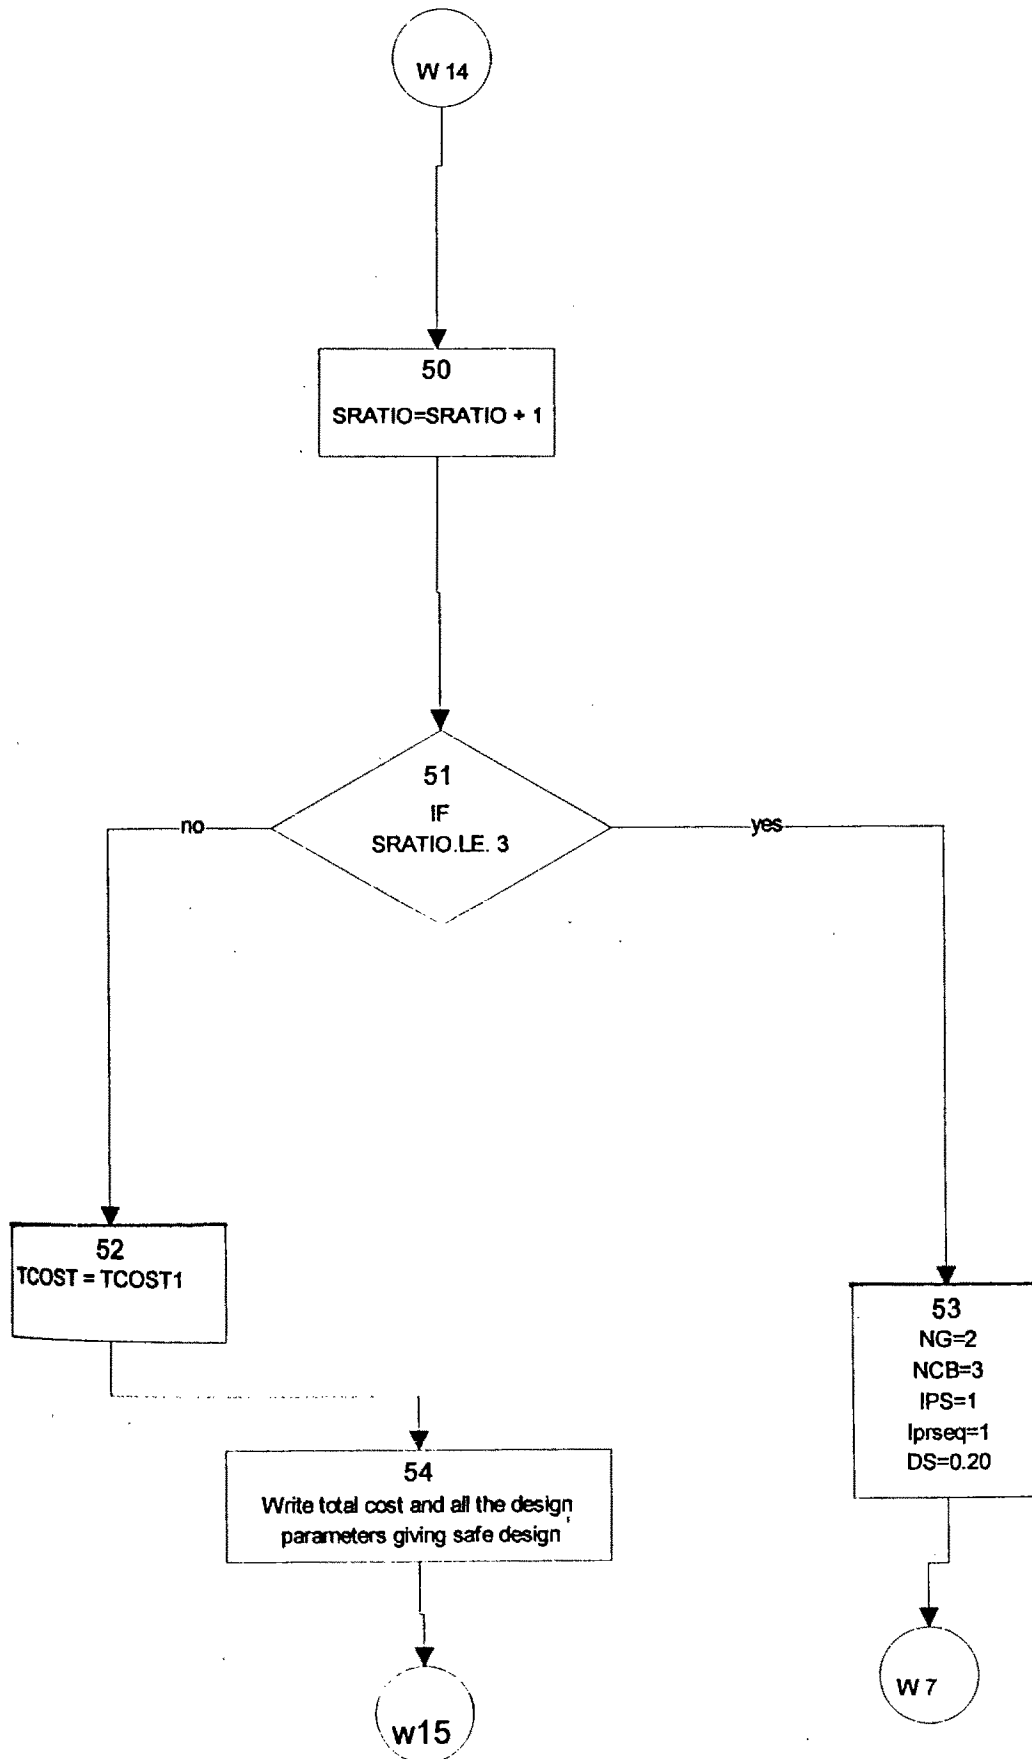 W 14
50
SRATIO=SRATIO + 1
51
IF
SRATIO.LE. 3
no
yes
52
TCOST = TCOST1
53
NG=2
NCB=3
IPS=1
Iprseq=1
DS=0.20
54
Write total cost and all the design
parameters giving safe design
W 7
w15